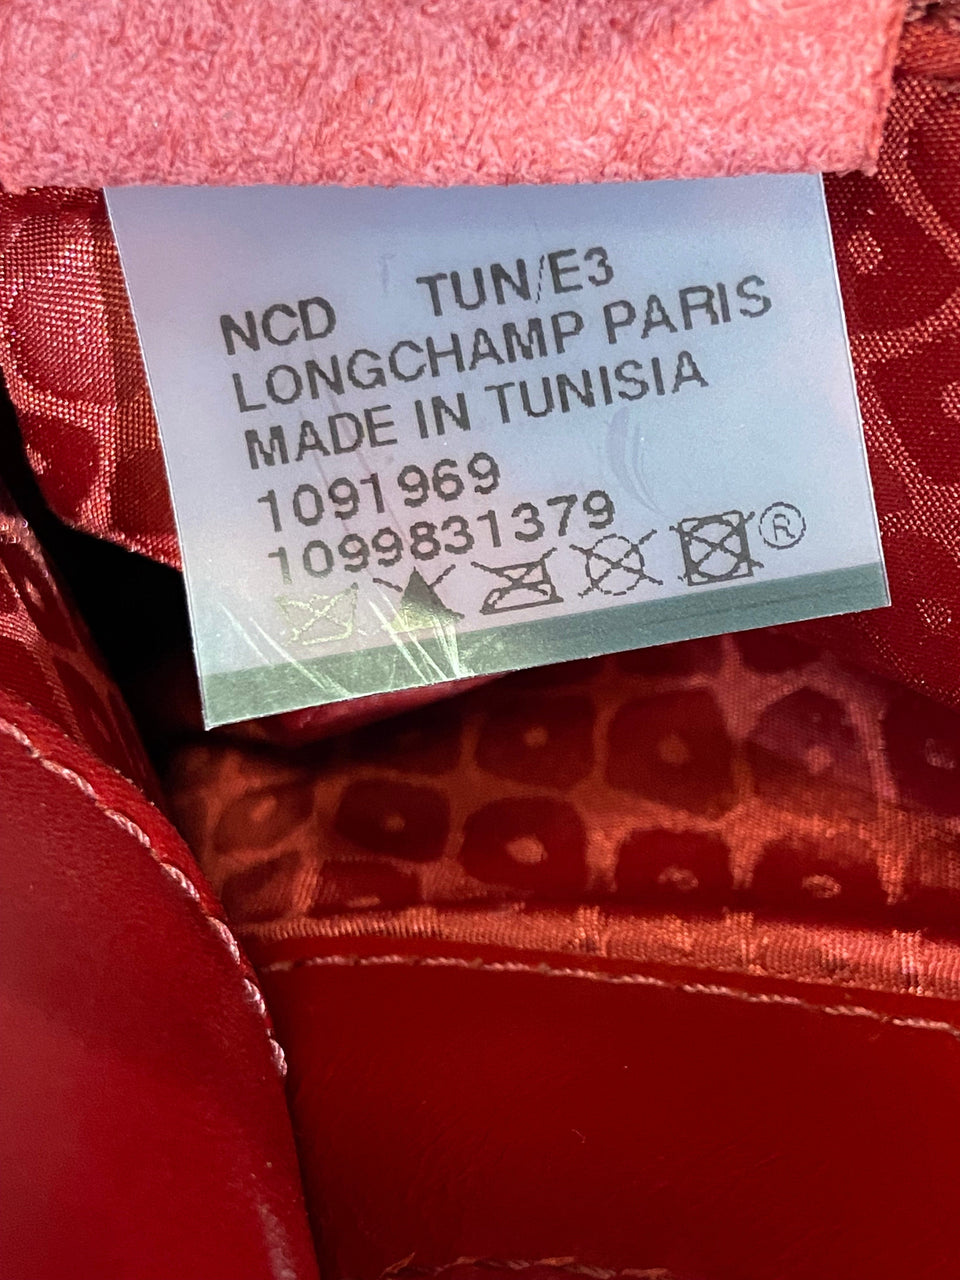 NCD TUN/E3
LONGCHAMP PARIS
MADE IN TUNISIA
1091969
1099831379
®